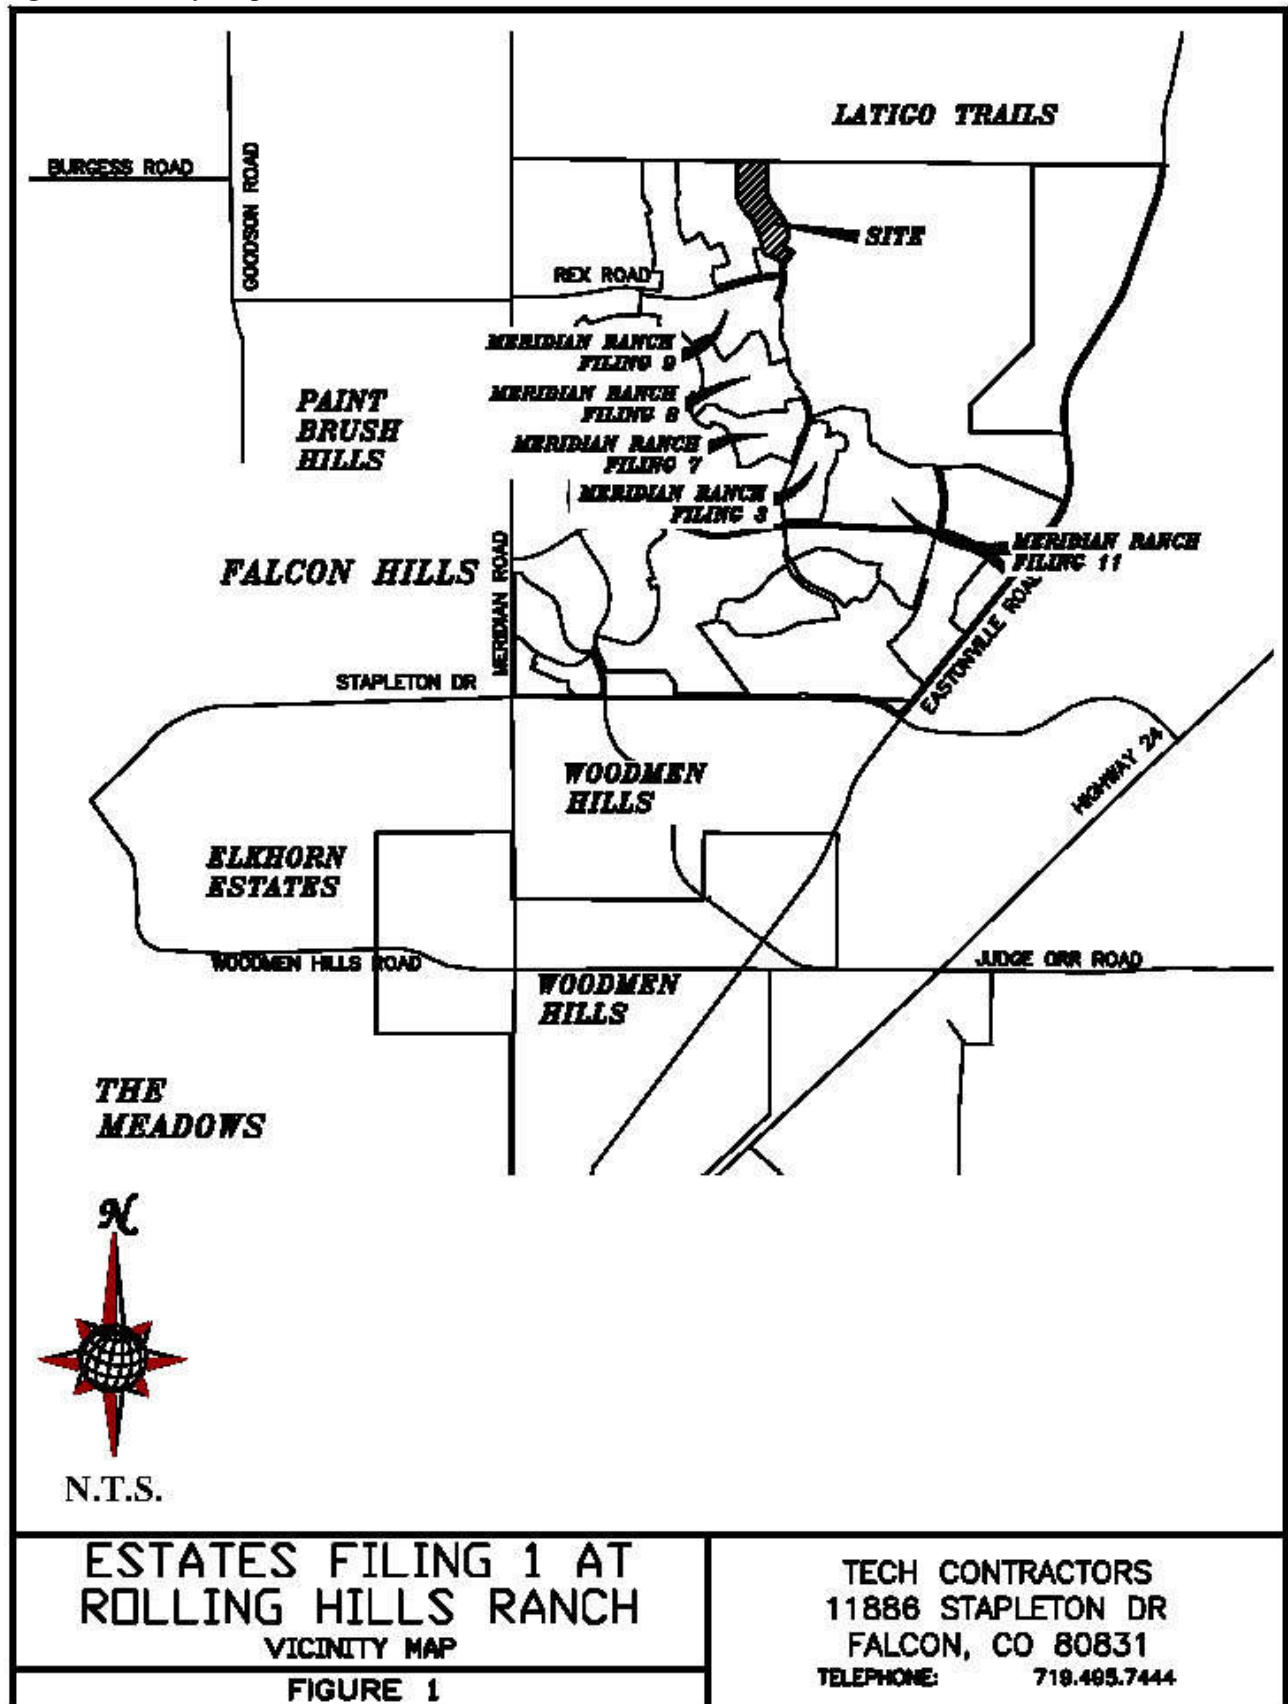 LATIGO TRAILS
BURGESS ROAD
GOODSON ROAD
SITE
REX ROAD
MERIDIAN RANCH
FILING 9
MERIDIAN RANCH
FILING 8
PAINT
BRUSH
HILLS
MERIDIAN RANCH
FILING 7
MERIDIAN RANCH
FILING 3
MERIDIAN RANCH
FILING 11
FALCON HILLS
MERIDIAN ROAD
EASTONVILLE ROAD
STAPLETON DR
HIGHWAY 24
WOODMEN
HILLS
ELKHORN
ESTATES
WOODMEN HILLS ROAD
JUDGE ORR ROAD
WOODMEN
HILLS
THE
MEADOWS
N
N.T.S.
ESTATES FILING 1 AT
ROLLING HILLS RANCH
VICINITY MAP
FIGURE 1
TECH CONTRACTORS
11886 STAPLETON DR
FALCON, CO 80831
TELEPHONE: 719.495.7444